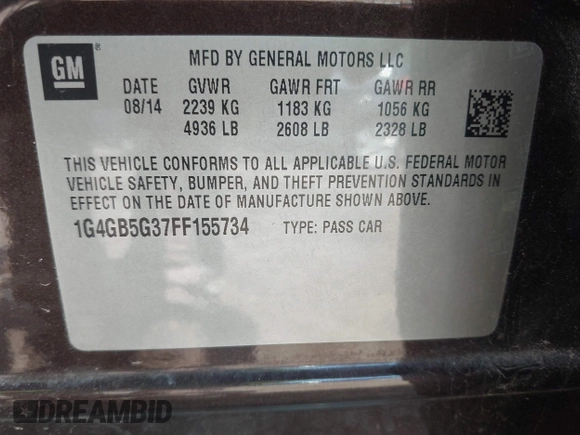 GM ®
MFD BY GENERAL MOTORS LLC
DATE GVWR GAWR FRT GAWR RR
08/14 2239 KG 1183 KG 1056 KG
4936 LB 2608 LB 2328 LB
THIS VEHICLE CONFORMS TO ALL APPLICABLE U.S. FEDERAL MOTOR
VEHICLE SAFETY, BUMPER, AND THEFT PREVENTION STANDARDS IN
EFFECT ON THE DATE OF MANUFACTURE SHOWN ABOVE.
1G4GB5G37FF155734 TYPE: PASS CAR
DREAMBID